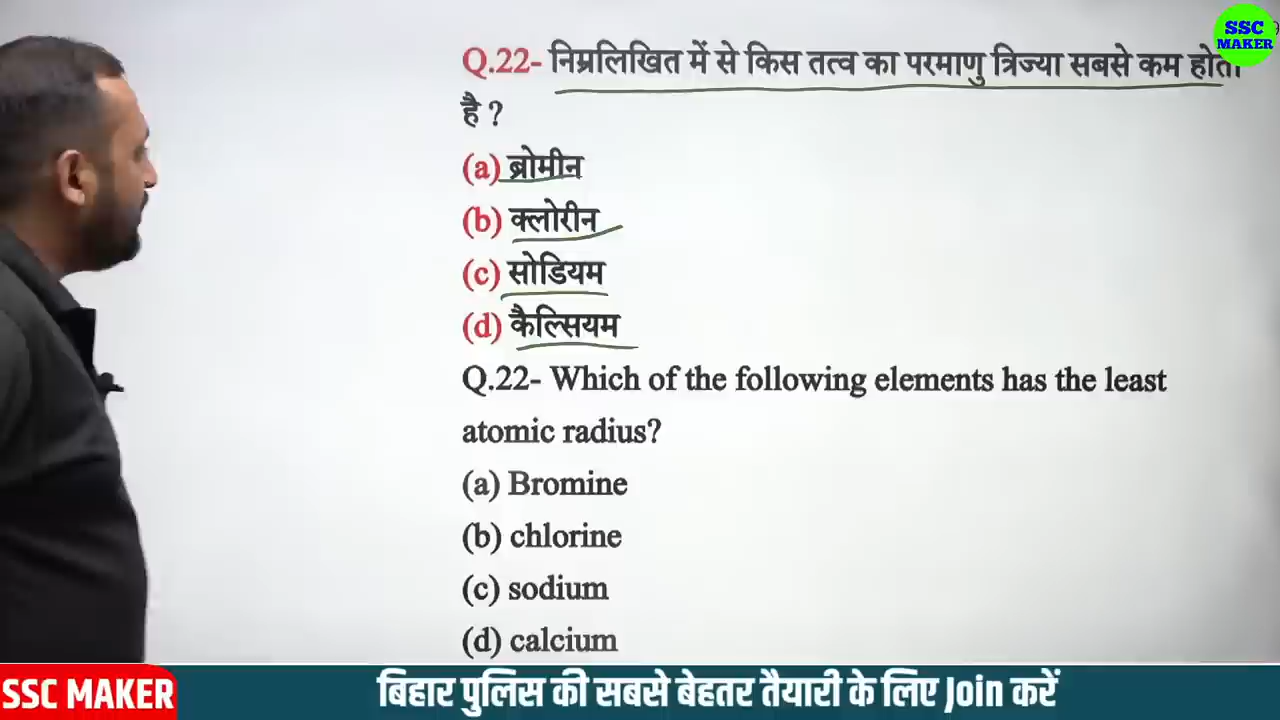 SSC
MAKER
Q.22- निम्नलिखित में से किस तत्व का परमाणु त्रिज्या सबसे कम होता
है ?
(a) ब्रोमीन
(b) क्लोरीन
(c) सोडियम
(d) कैल्सियम
Q.22- Which of the following elements has the least
atomic radius?
(a) Bromine
(b) chlorine
(c) sodium
(d) calcium
SSC MAKER
बिहार पुलिस की सबसे बेहतर तैयारी के लिए Join करें